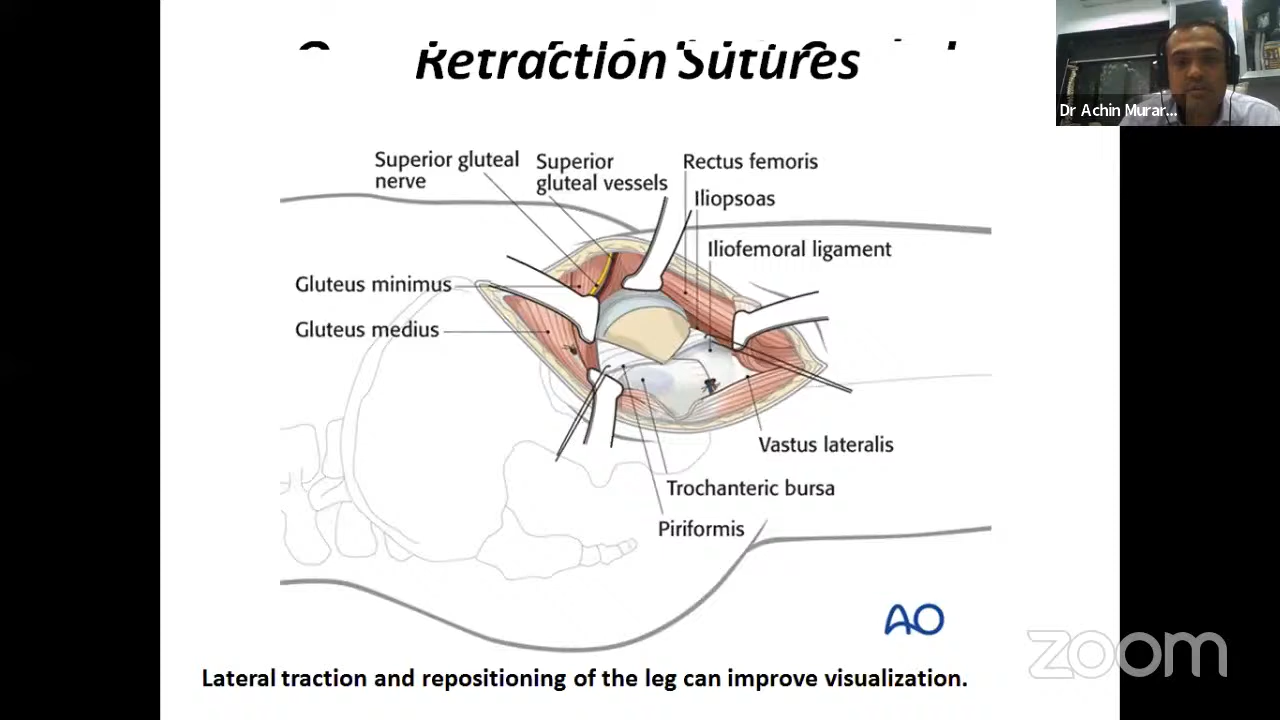 Retraction Sutures
Dr Achin Murar...
Superior gluteal
nerve
Superior
gluteal vessels
Rectus femoris
Iliopsoas
Iliofemoral ligament
Gluteus minimus
Gluteus medius
Vastus lateralis
Trochanteric bursa
Piriformis
AO
zoom
Lateral traction and repositioning of the leg can improve visualization.